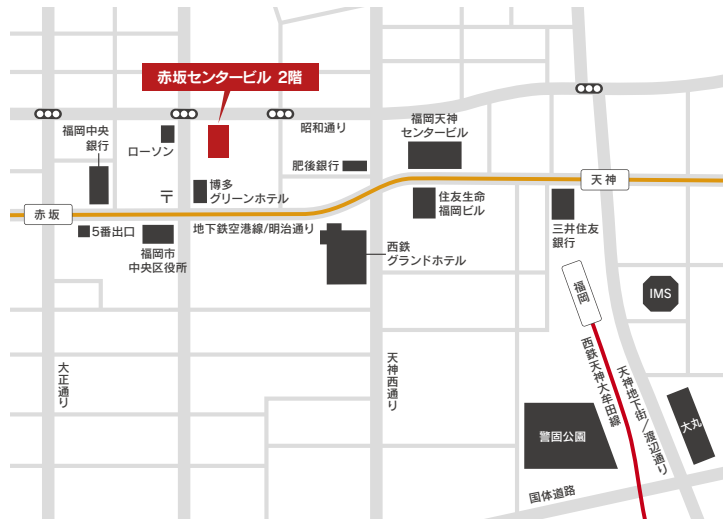 赤坂センタービル 2階
昭和通り
福岡中央
銀行
ローソン
福岡天神
センタービル
肥後銀行
天神
〒
博多
グリーンホテル
住友生命
福岡ビル
三井住友
銀行
赤坂
5番出口
福岡市
中央区役所
地下鉄空港線/明治通り
西鉄
グランドホテル
福岡
IMS
大正通り
天神西通り
西鉄天神大牟田線
天神地下街/渡辺通り
大丸
警固公園
国体道路